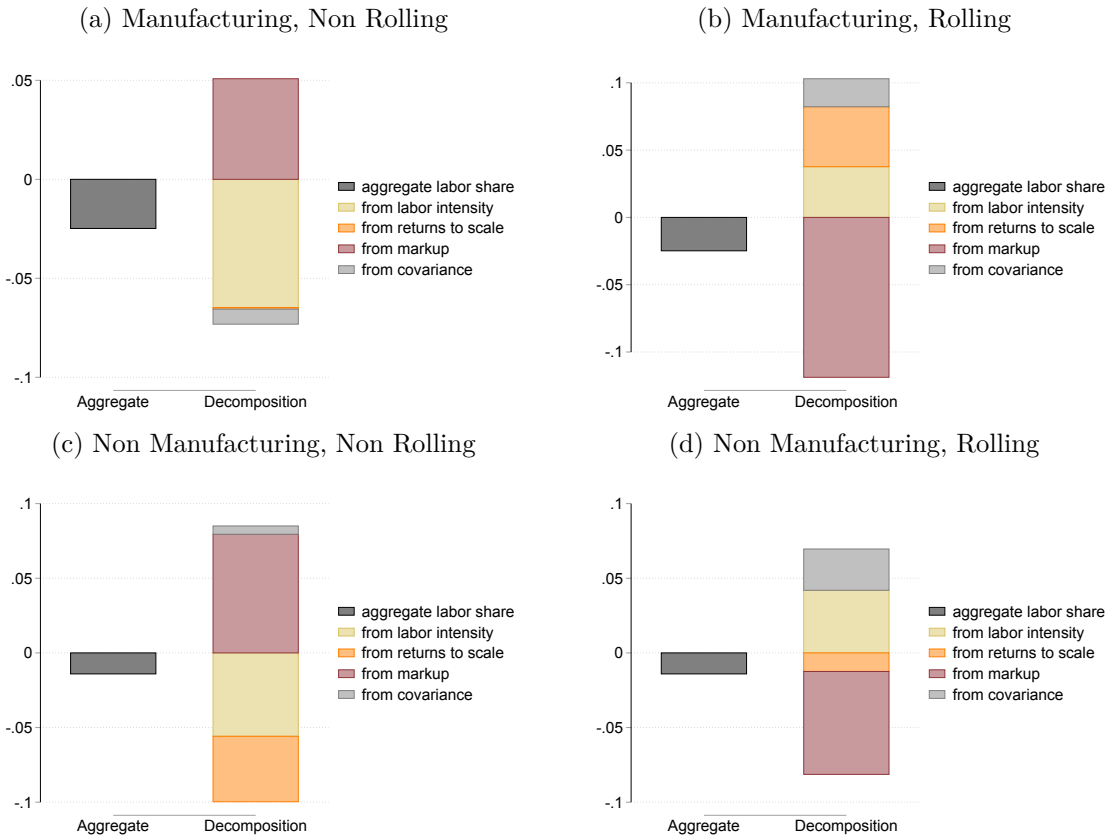 (a) Manufacturing, Non Rolling
.05
0
-.05
-.1
Aggregate
Decomposition
aggregate labor share
from labor intensity
from returns to scale
from markup
from covariance
(b) Manufacturing, Rolling
.1
.05
0
-.05
-.1
Aggregate
Decomposition
aggregate labor share
from labor intensity
from returns to scale
from markup
from covariance
(c) Non Manufacturing, Non Rolling
.1
.05
0
-.05
-.1
Aggregate
Decomposition
aggregate labor share
from labor intensity
from returns to scale
from markup
from covariance
(d) Non Manufacturing, Rolling
.1
.05
0
-.05
-.1
Aggregate
Decomposition
aggregate labor share
from labor intensity
from returns to scale
from markup
from covariance